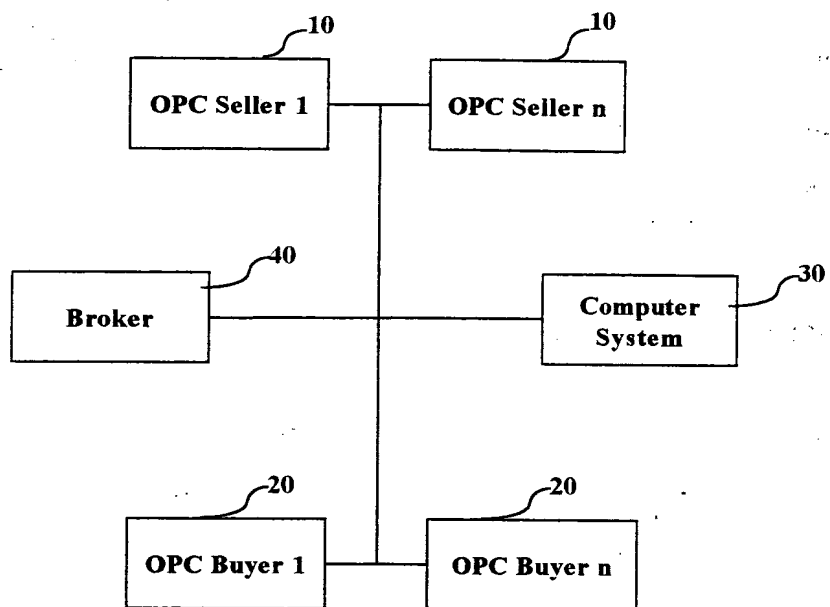 10
10
OPC Seller 1
OPC Seller n
40
30
Broker
Computer
System
20
20
OPC Buyer 1
OPC Buyer n